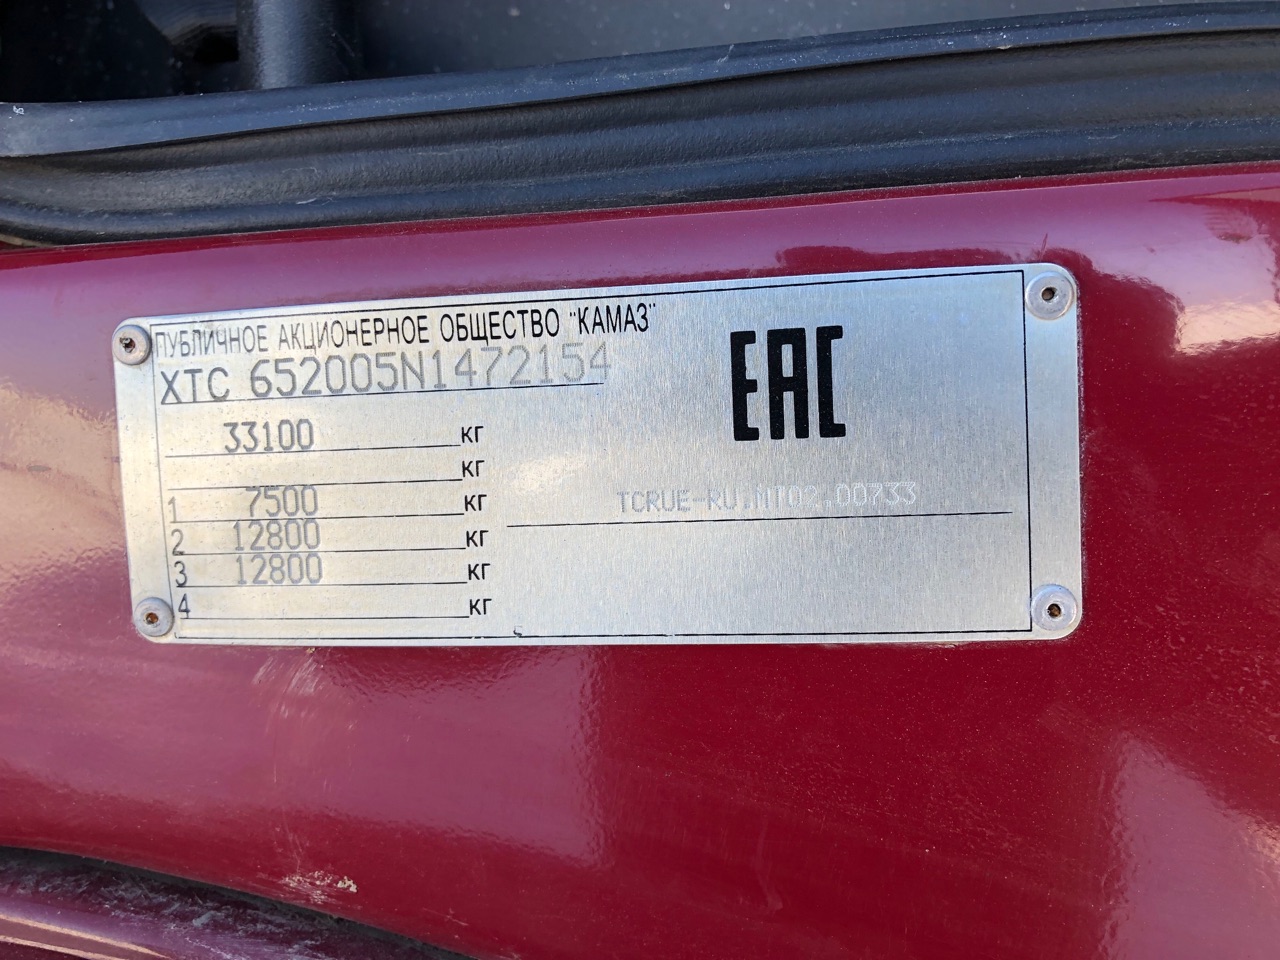 ПУБЛИЧНОЕ АКЦИОНЕРНОЕ ОБЩЕСТВО "КАМАЗ"
XTC 652005N1472154
33100 кг
кг
1 7500 кг
2 12800 кг
3 12800 кг
4 кг
EAC
TCRUE-RU.MT02.00733